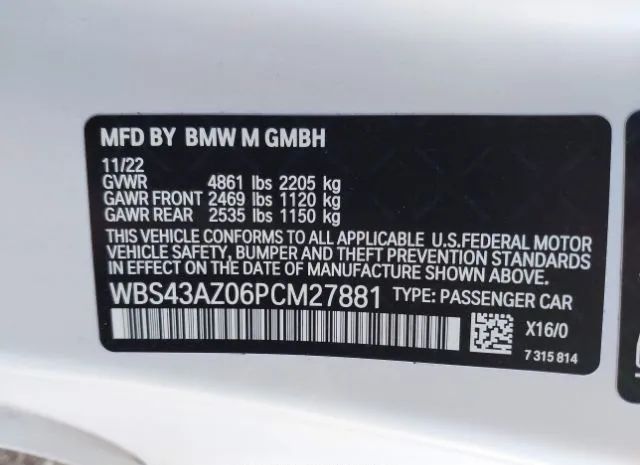 MFD BY BMW M GMBH
11/22
GVWR 4861 lbs 2205 kg
GAWR FRONT 2469 lbs 1120 kg
GAWR REAR 2535 lbs 1150 kg
THIS VEHICLE CONFORMS TO ALL APPLICABLE U.S.FEDERAL MOTOR
VEHICLE SAFETY, BUMPER AND THEFT PREVENTION STANDARDS
IN EFFECT ON THE DATE OF MANUFACTURE SHOWN ABOVE.
WBS43AZ06PCM27881 TYPE: PASSENGER CAR
X16/0
7 315 814